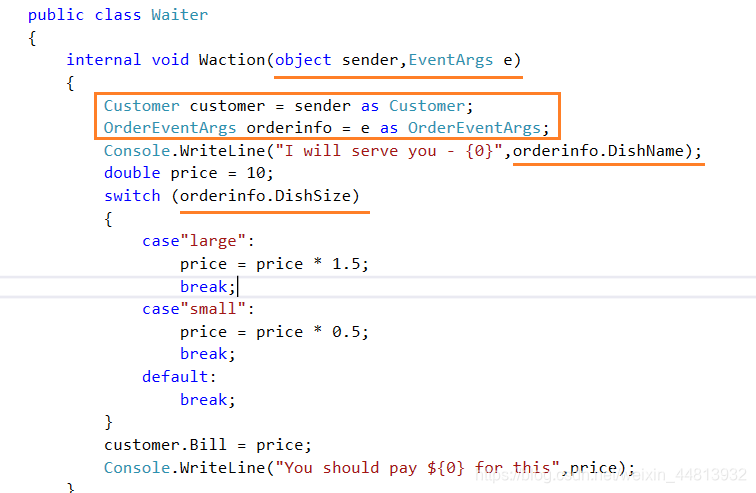 public class Waiter
{
internal void Waction(object sender,EventArgs e)
{
Customer customer = sender as Customer;
OrderEventArgs orderinfo = e as OrderEventArgs;
Console.WriteLine("I will serve you - {0}",orderinfo.DishName);
double price = 10;
switch (orderinfo.DishSize)
{
case"large":
price = price * 1.5;
break;
case"small":
price = price * 0.5;
break;
default:
break;
}
customer.Bill = price;
Console.WriteLine("You should pay ${0} for this",price);
https://blog.csdn.net/weixin_44813932
}